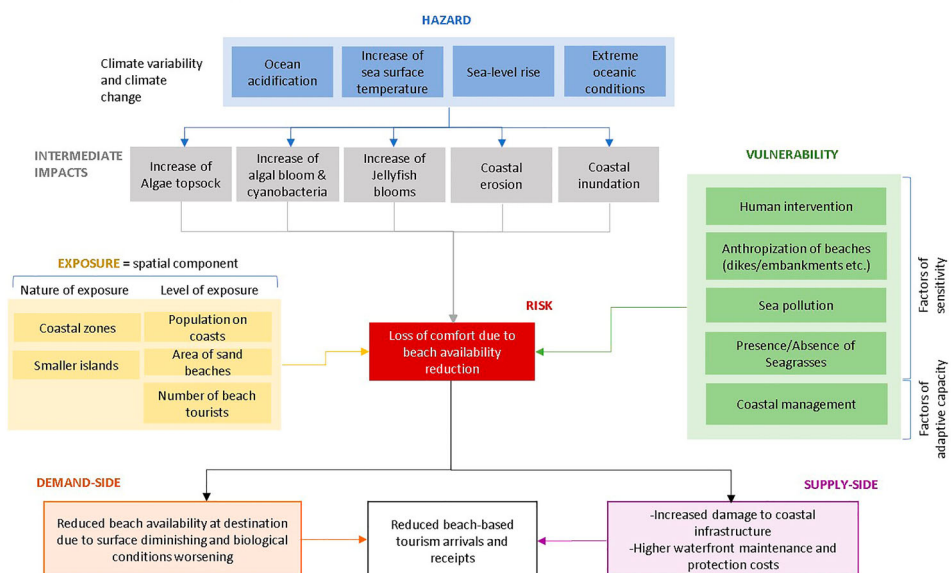 HAZARD
Climate variability
and climate
change
Ocean
acidification
Increase of
sea surface
temperature
Sea-level rise
Extreme
oceanic
conditions
INTERMEDIATE
IMPACTS
Increase of
Algae topsock
Increase of
algal bloom &
cyanobacteria
Increase of
Jellyfish
blooms
Coastal
erosion
Coastal
inundation
VULNERABILITY
Human intervention
Anthropization of beaches
(dikes/embankments etc.)
Sea pollution
Presence/Absence of
Seagrasses
Coastal management
Factors of
sensitivity
Factors of
adaptive capacity
EXPOSURE = spatial component
Nature of exposure
Level of exposure
Coastal zones
Smaller islands
Population on
coasts
Area of sand
beaches
Number of beach
tourists
RISK
Loss of comfort due to
beach availability
reduction
DEMAND-SIDE
Reduced beach availability at destination
due to surface diminishing and biological
conditions worsening
Reduced beach-based
tourism arrivals and
receipts
SUPPLY-SIDE
-Increased damage to coastal
infrastructure
-Higher waterfront maintenance and
protection costs